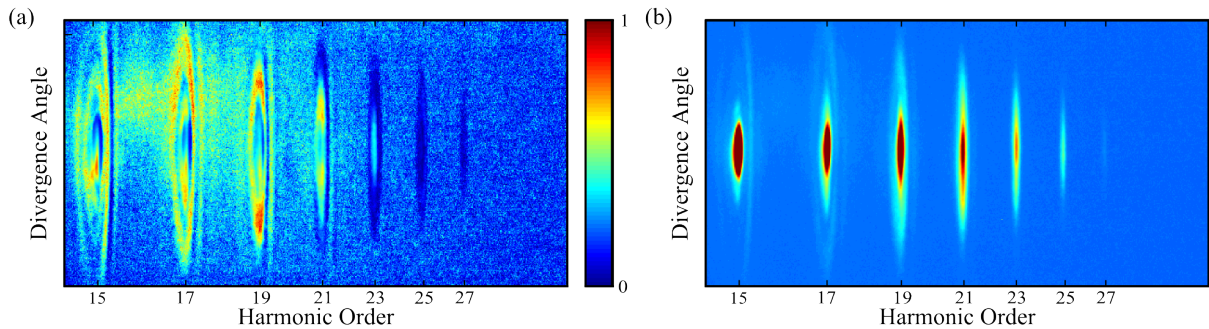 (a)
Divergence Angle
15 17 19 21 23 25 27
Harmonic Order
1
0
(b)
Divergence Angle
15 17 19 21 23 25 27
Harmonic Order